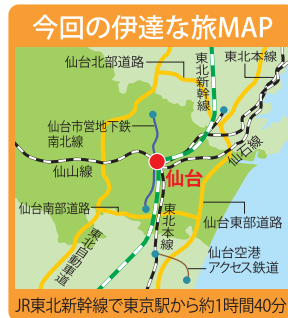 今回の伊達な旅MAP
仙台北部道路
東北新幹線
東北本線
仙台市営地下鉄
南北線
仙石線
仙山線
仙台
仙台南部道路
東北本線
仙台東部道路
東北自動車道
仙台空港
アクセス鉄道
JR東北新幹線で東京駅から約1時間40分